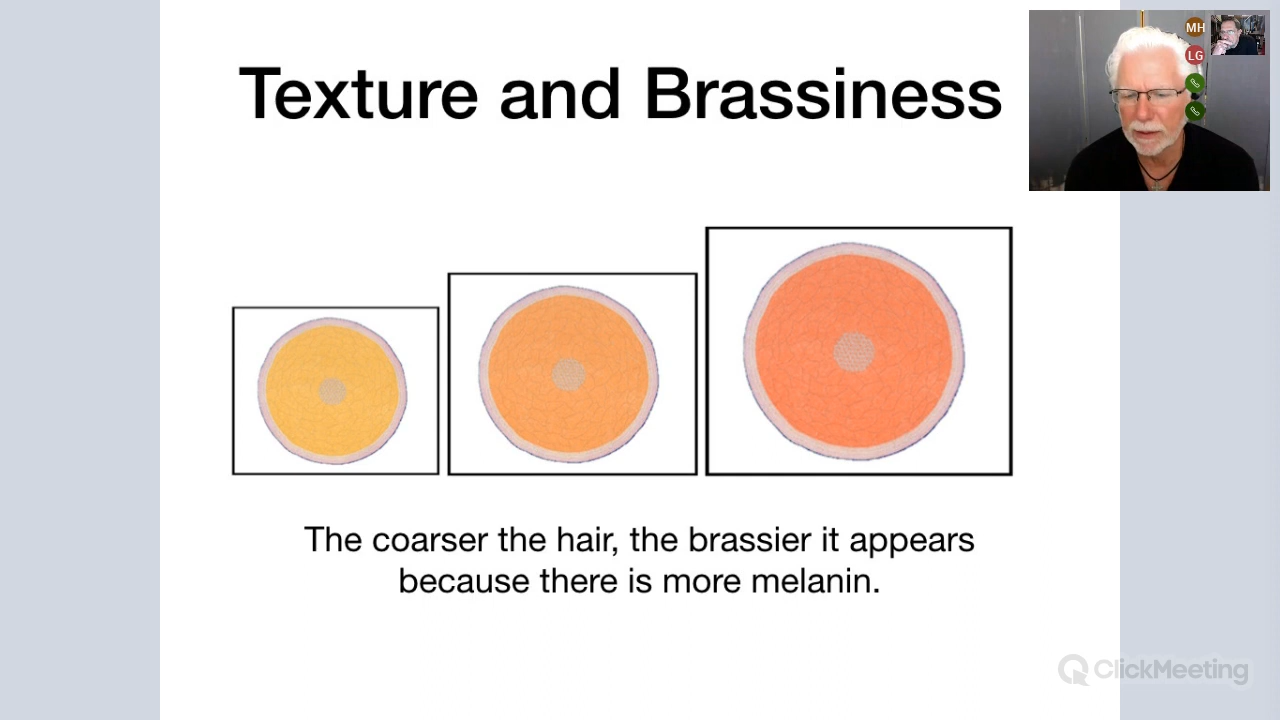 Texture and Brassiness
MH
LG
The coarser the hair, the brassier it appears
because there is more melanin.
ClickMeeting